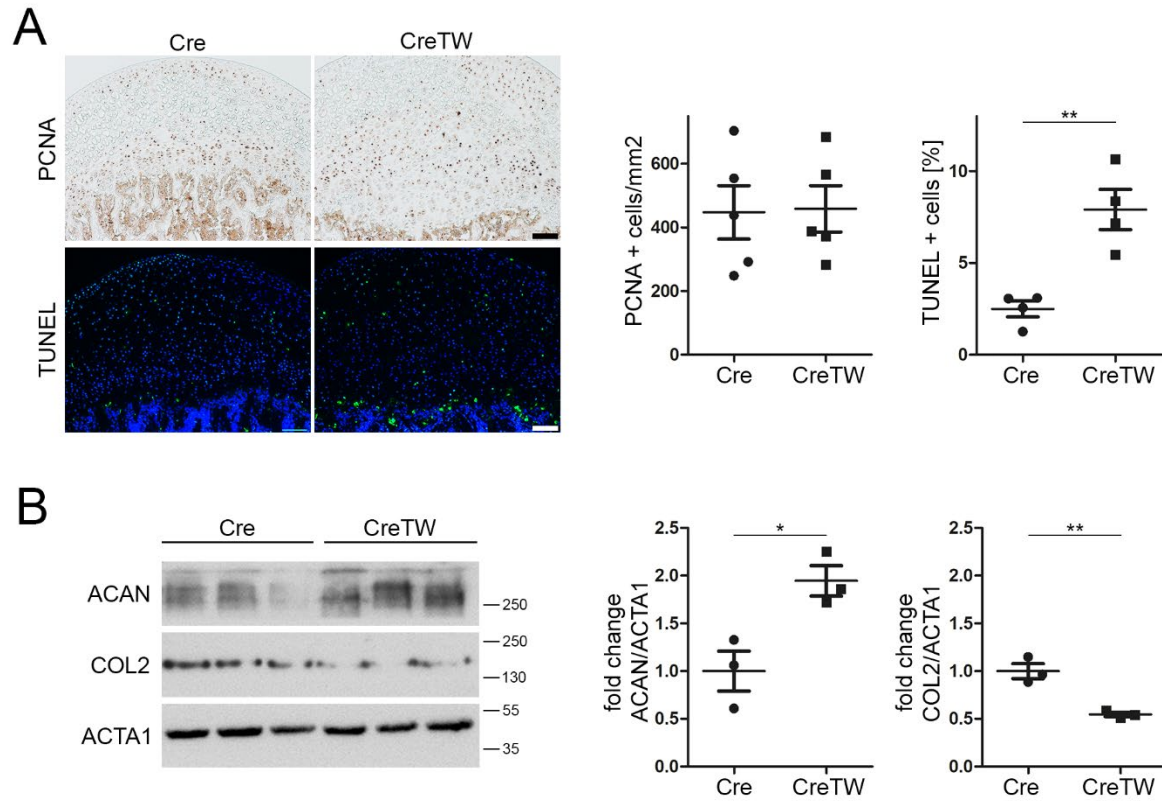 A
Cre
CreTW
PCNA
TUNEL
PCNA + cells/mm2
600
400
200
0
Cre
CreTW
TUNEL + cells [%]
**
10
5
0
Cre
CreTW
B
Cre
CreTW
ACAN
250
COL2
250
130
ACTA1
55
35
fold change
ACAN/ACTA1
*
2.5
2.0
1.5
1.0
0.5
0.0
Cre
CreTW
fold change
COL2/ACTA1
**
2.5
2.0
1.5
1.0
0.5
0.0
Cre
CreTW